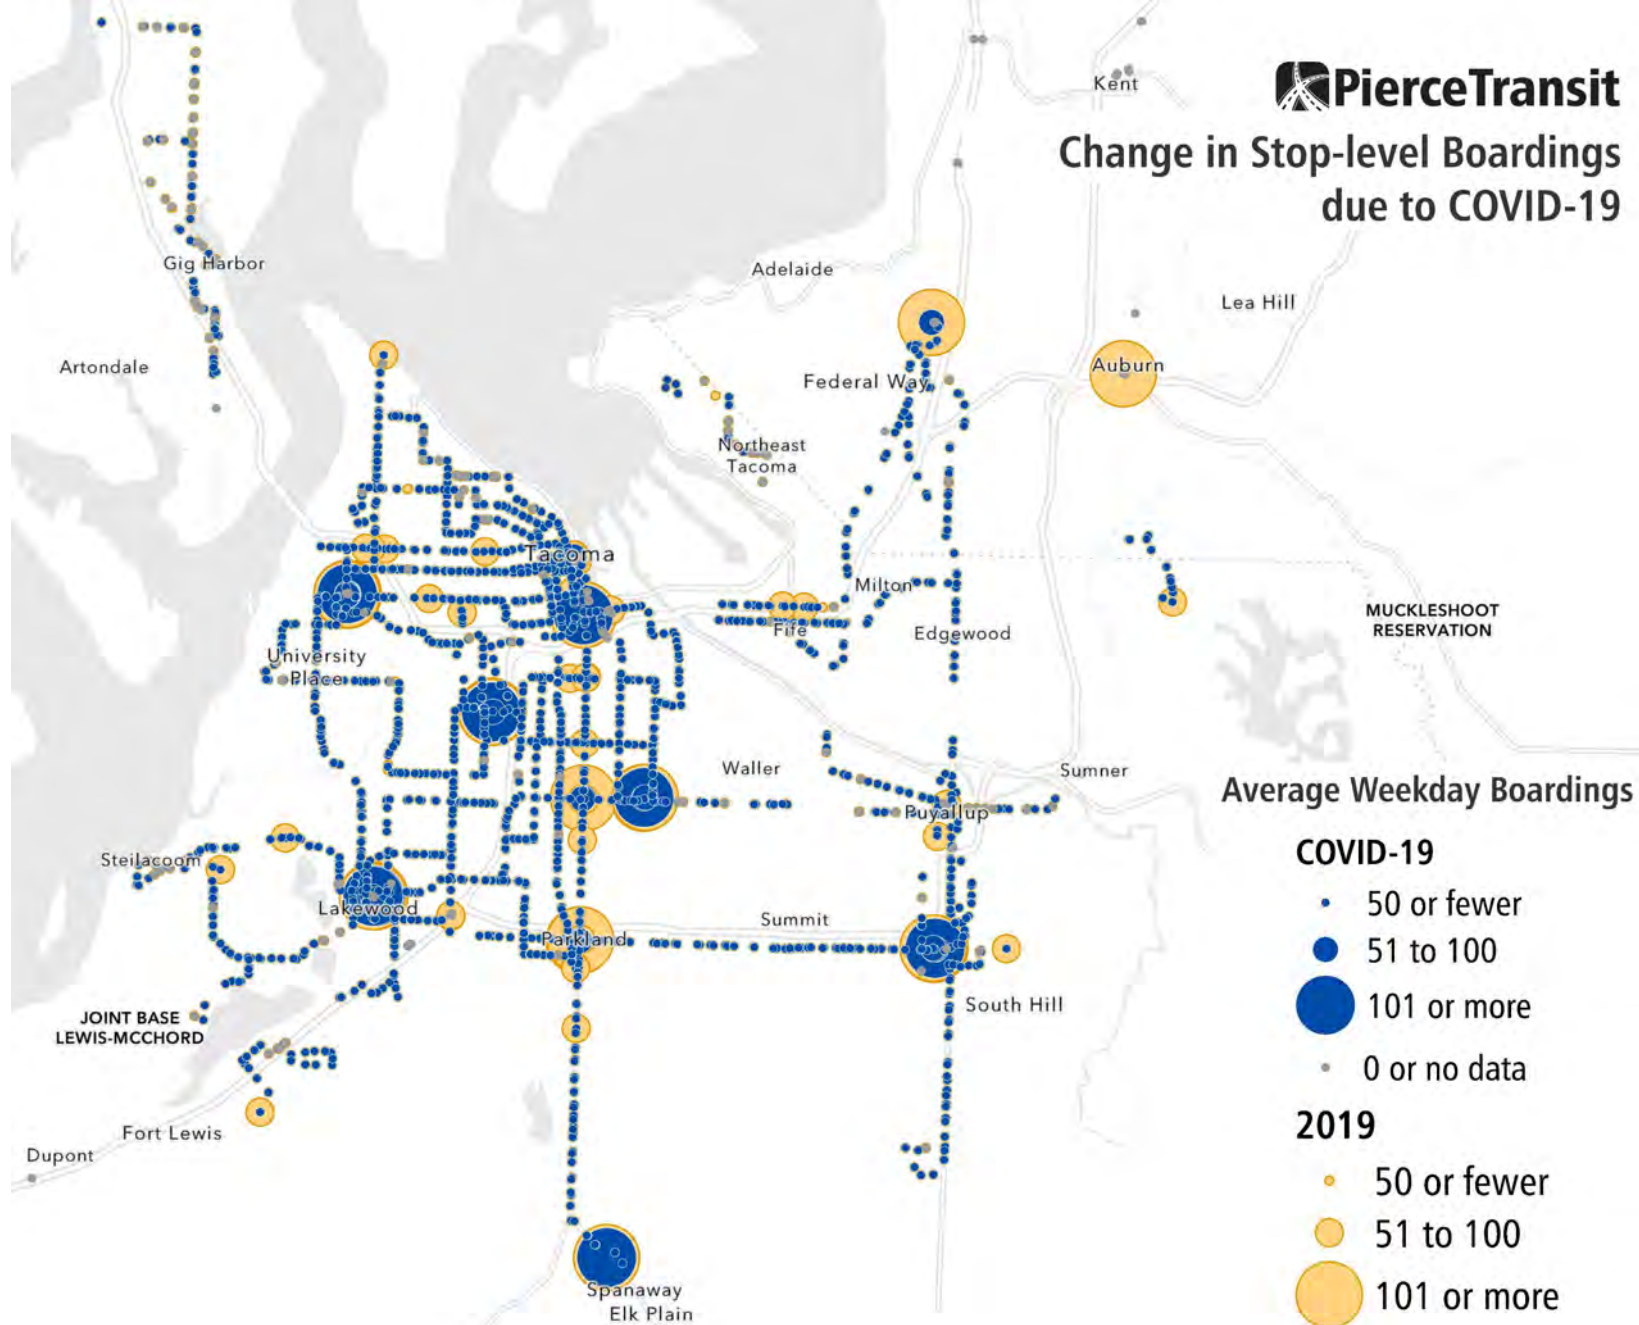 Kent
PierceTransit
Change in Stop-level Boardings
due to COVID-19
Gig Harbor
Adelaide
Lea Hill
Artondale
Federal Way
Auburn
Northeast
Tacoma
Tacoma
Milton
MUCKLESHOOT
RESERVATION
Fife
Edgewood
University
Place
Waller
Sumner
Average Weekday Boardings
Puyallup
COVID-19
Steilacoom
50 or fewer
Lakewood
Summit
Parkland
51 to 100
South Hill
101 or more
JOINT BASE
LEWIS-MCCHORD
0 or no data
2019
Fort Lewis
Dupont
50 or fewer
51 to 100
Spanaway
101 or more
Elk Plain